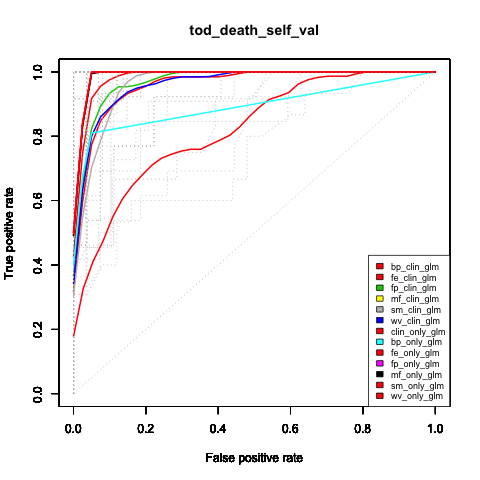 tod_death_self_val
True positive rate
1.0
0.8
0.6
0.4
0.2
0.0
bp_clin_glm
fe_clin_glm
fp_clin_glm
mf_clin_glm
sm_clin_glm
wv_clin_glm
clin_only_glm
bp_only_glm
fe_only_glm
fp_only_glm
mf_only_glm
sm_only_glm
wv_only_glm
0.0 0.2 0.4 0.6 0.8 1.0
False positive rate